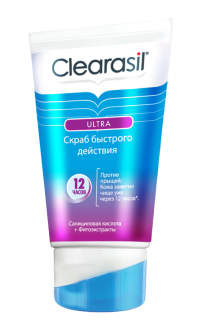 Clearasil®
ULTRA
Скраб быстрого
действия
12
ЧАСОВ
Против
прыщей.
Кожа заметно
чище уже
через 12 часов*.
Салициловая кислота
+ Фитоэкстракты